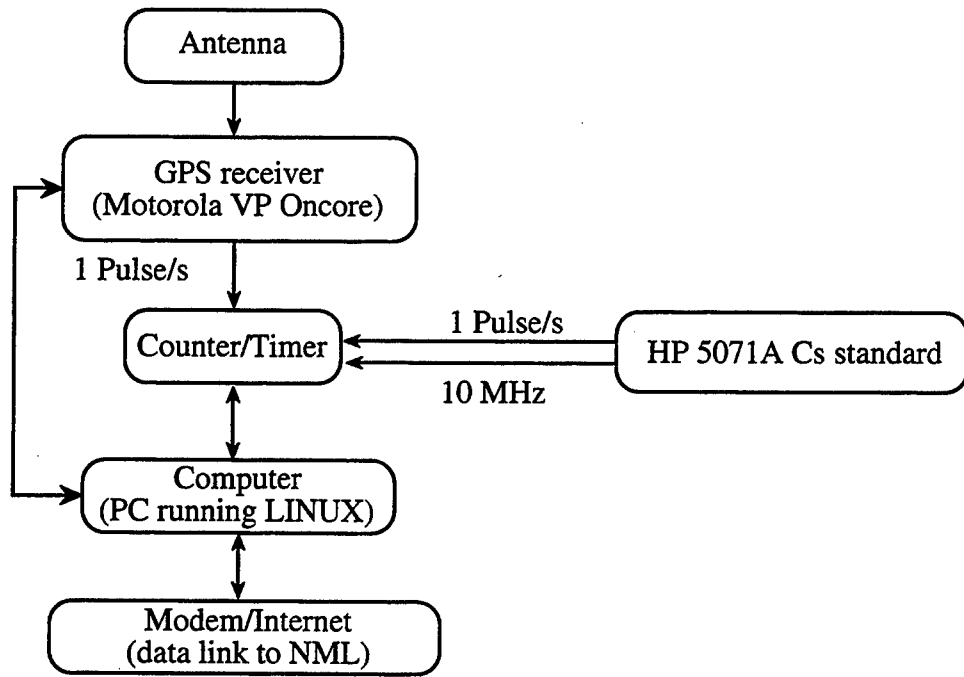 Antenna
GPS receiver
(Motorola VP Oncore)
1 Pulse/s
Counter/Timer
1 Pulse/s
10 MHz
HP 5071A Cs standard
Computer
(PC running LINUX)
Modem/Internet
(data link to NML)